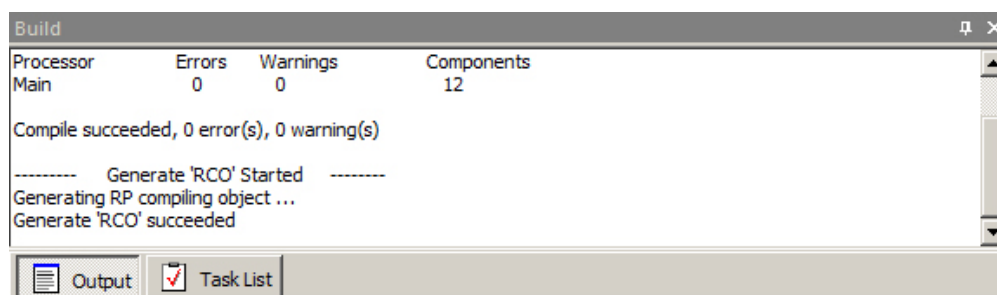 Build
Processor Errors Warnings Components
Main 0 0 12
Compile succeeded, 0 error(s), 0 warning(s)
--------- Generate 'RCO' Started --------
Generating RP compiling object ...
Generate 'RCO' succeeded
Output Task List